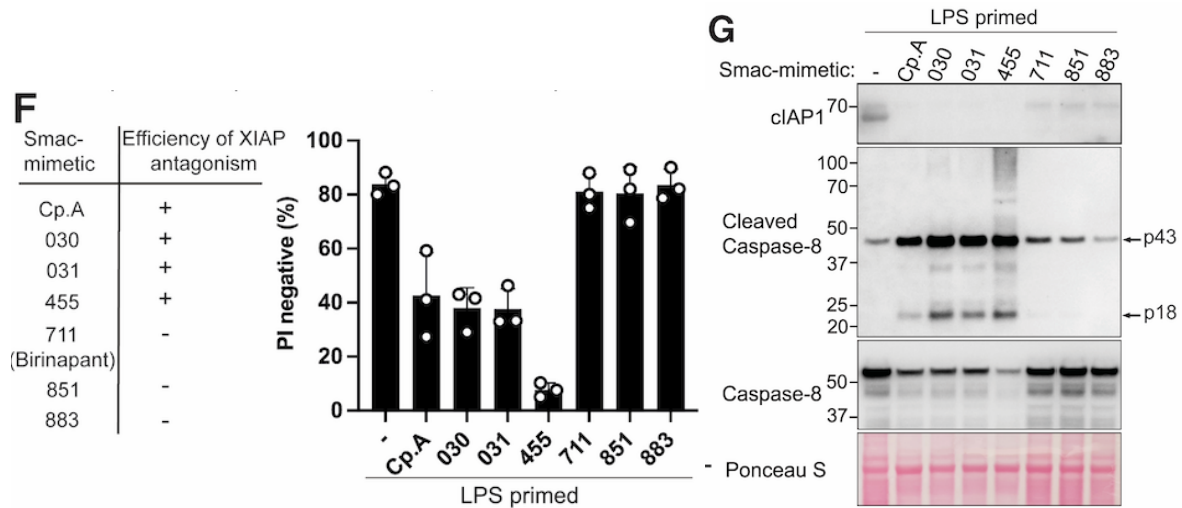 F
Smac-mimetic
Efficiency of XIAP antagonism
Cp.A +
030 +
031 +
455 +
711 (Birinapant) -
851 -
883 -
PI negative (%)
100
80
60
40
20
0
- Cp.A 030 031 455 711 851 883
LPS primed
G
LPS primed
Smac-mimetic: - Cp.A 030 031 455 711 851 883
cIAP1
70-
Cleaved
Caspase-8
100-
70-
50-
37-
25-
20-
p43
p18
Caspase-8
50-
37-
- Ponceau S